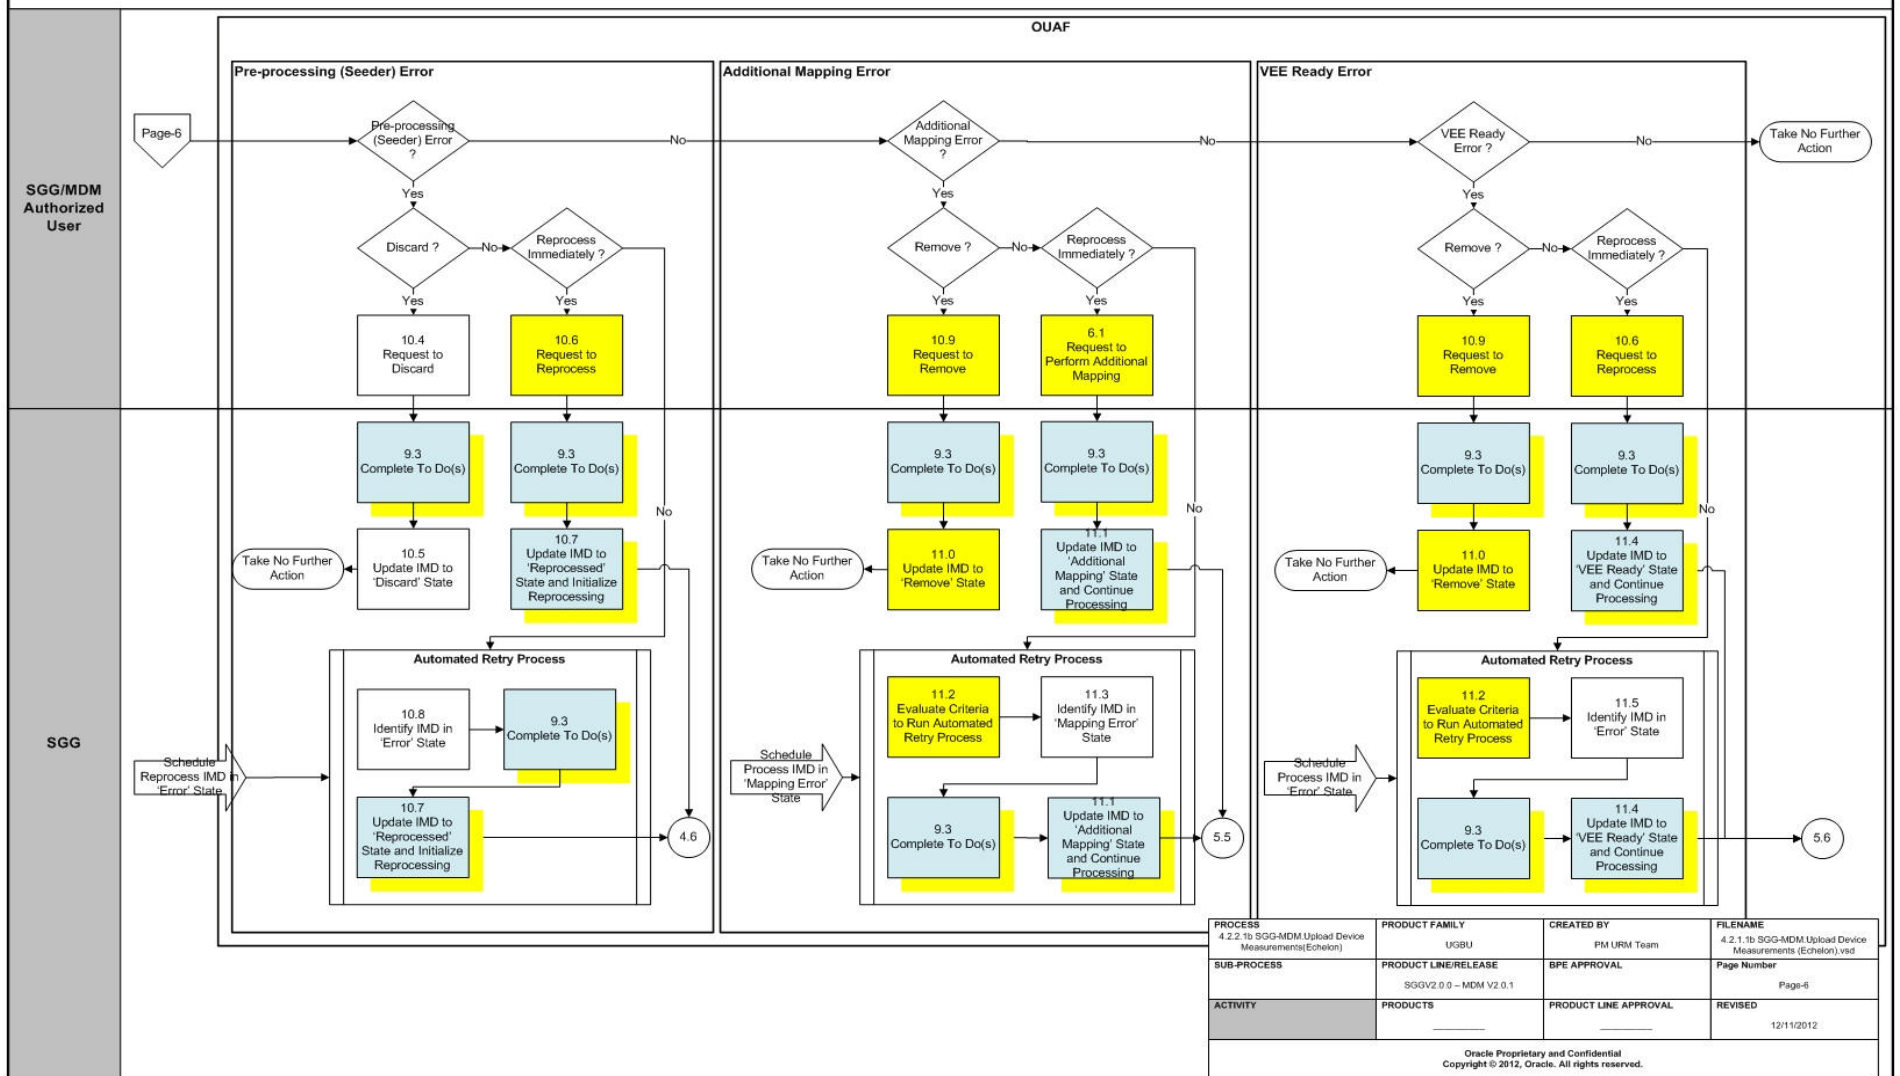 OUAF
Pre-processing (Seeder) Error
Additional Mapping Error
VEE Ready Error
SGG/MDM
Authorized
User
Page-6
Pre-processing
(Seeder) Error
?
No
Additional
Mapping Error
?
No
VEE Ready
Error ?
No
Take No Further
Action
Yes
Yes
Yes
Discard ?
No
Reprocess
Immediately ?
Remove ?
No
Reprocess
Immediately ?
Remove ?
No
Reprocess
Immediately ?
Yes
Yes
Yes
Yes
Yes
Yes
10.4
Request to
Discard
10.6
Request to
Reprocess
10.9
Request to
Remove
6.1
Request to
Perform Additional
Mapping
10.9
Request to
Remove
10.6
Request to
Reprocess
SGG
9.3
Complete To Do(s)
9.3
Complete To Do(s)
No
9.3
Complete To Do(s)
9.3
Complete To Do(s)
No
9.3
Complete To Do(s)
9.3
Complete To Do(s)
No
Take No Further
Action
10.5
Update IMD to
‘Discard’ State
10.7
Update IMD to
‘Reprocessed’
State and Initialize
Reprocessing
Take No Further
Action
11.0
Update IMD to
‘Remove’ State
11.1
Update IMD to
‘Additional
Mapping’ State
and Continue
Processing
Take No Further
Action
11.0
Update IMD to
‘Remove’ State
11.4
Update IMD to
‘VEE Ready’ State
and Continue
Processing
Automated Retry Process
10.8
Identify IMD in
‘Error’ State
9.3
Complete To Do(s)
Schedule
Reprocess IMD in
‘Error’ State
10.7
Update IMD to
‘Reprocessed’
State and Initialize
Reprocessing
4.6
Automated Retry Process
11.2
Evaluate Criteria
to Run Automated
Retry Process
11.3
Identify IMD in
‘Mapping Error’
State
Schedule
Process IMD in
‘Mapping Error’
State
9.3
Complete To Do(s)
11.1
Update IMD to
‘Additional
Mapping’ State
and Continue
Processing
5.5
Automated Retry Process
11.2
Evaluate Criteria
to Run Automated
Retry Process
11.5
Identify IMD in
‘Error’ State
Schedule
Process IMD in
‘Error’ State
9.3
Complete To Do(s)
11.4
Update IMD to
‘VEE Ready’ State
and Continue
Processing
5.6
PROCESS
4.2.2.1b SGG-MDM.Upload Device
Measurements(Echelon)
PRODUCT FAMILY
UGBU
CREATED BY
PM URM Team
FILENAME
4.2.1.1b SGG-MDM.Upload Device
Measurements (Echelon).vsd
SUB-PROCESS
PRODUCT LINE/RELEASE
SGGV2.0.0 – MDM V2.0.1
BPE APPROVAL
Page Number
Page-6
ACTIVITY
PRODUCTS
PRODUCT LINE APPROVAL
REVISED
12/11/2012
Oracle Proprietary and Confidential
Copyright © 2012, Oracle. All rights reserved.